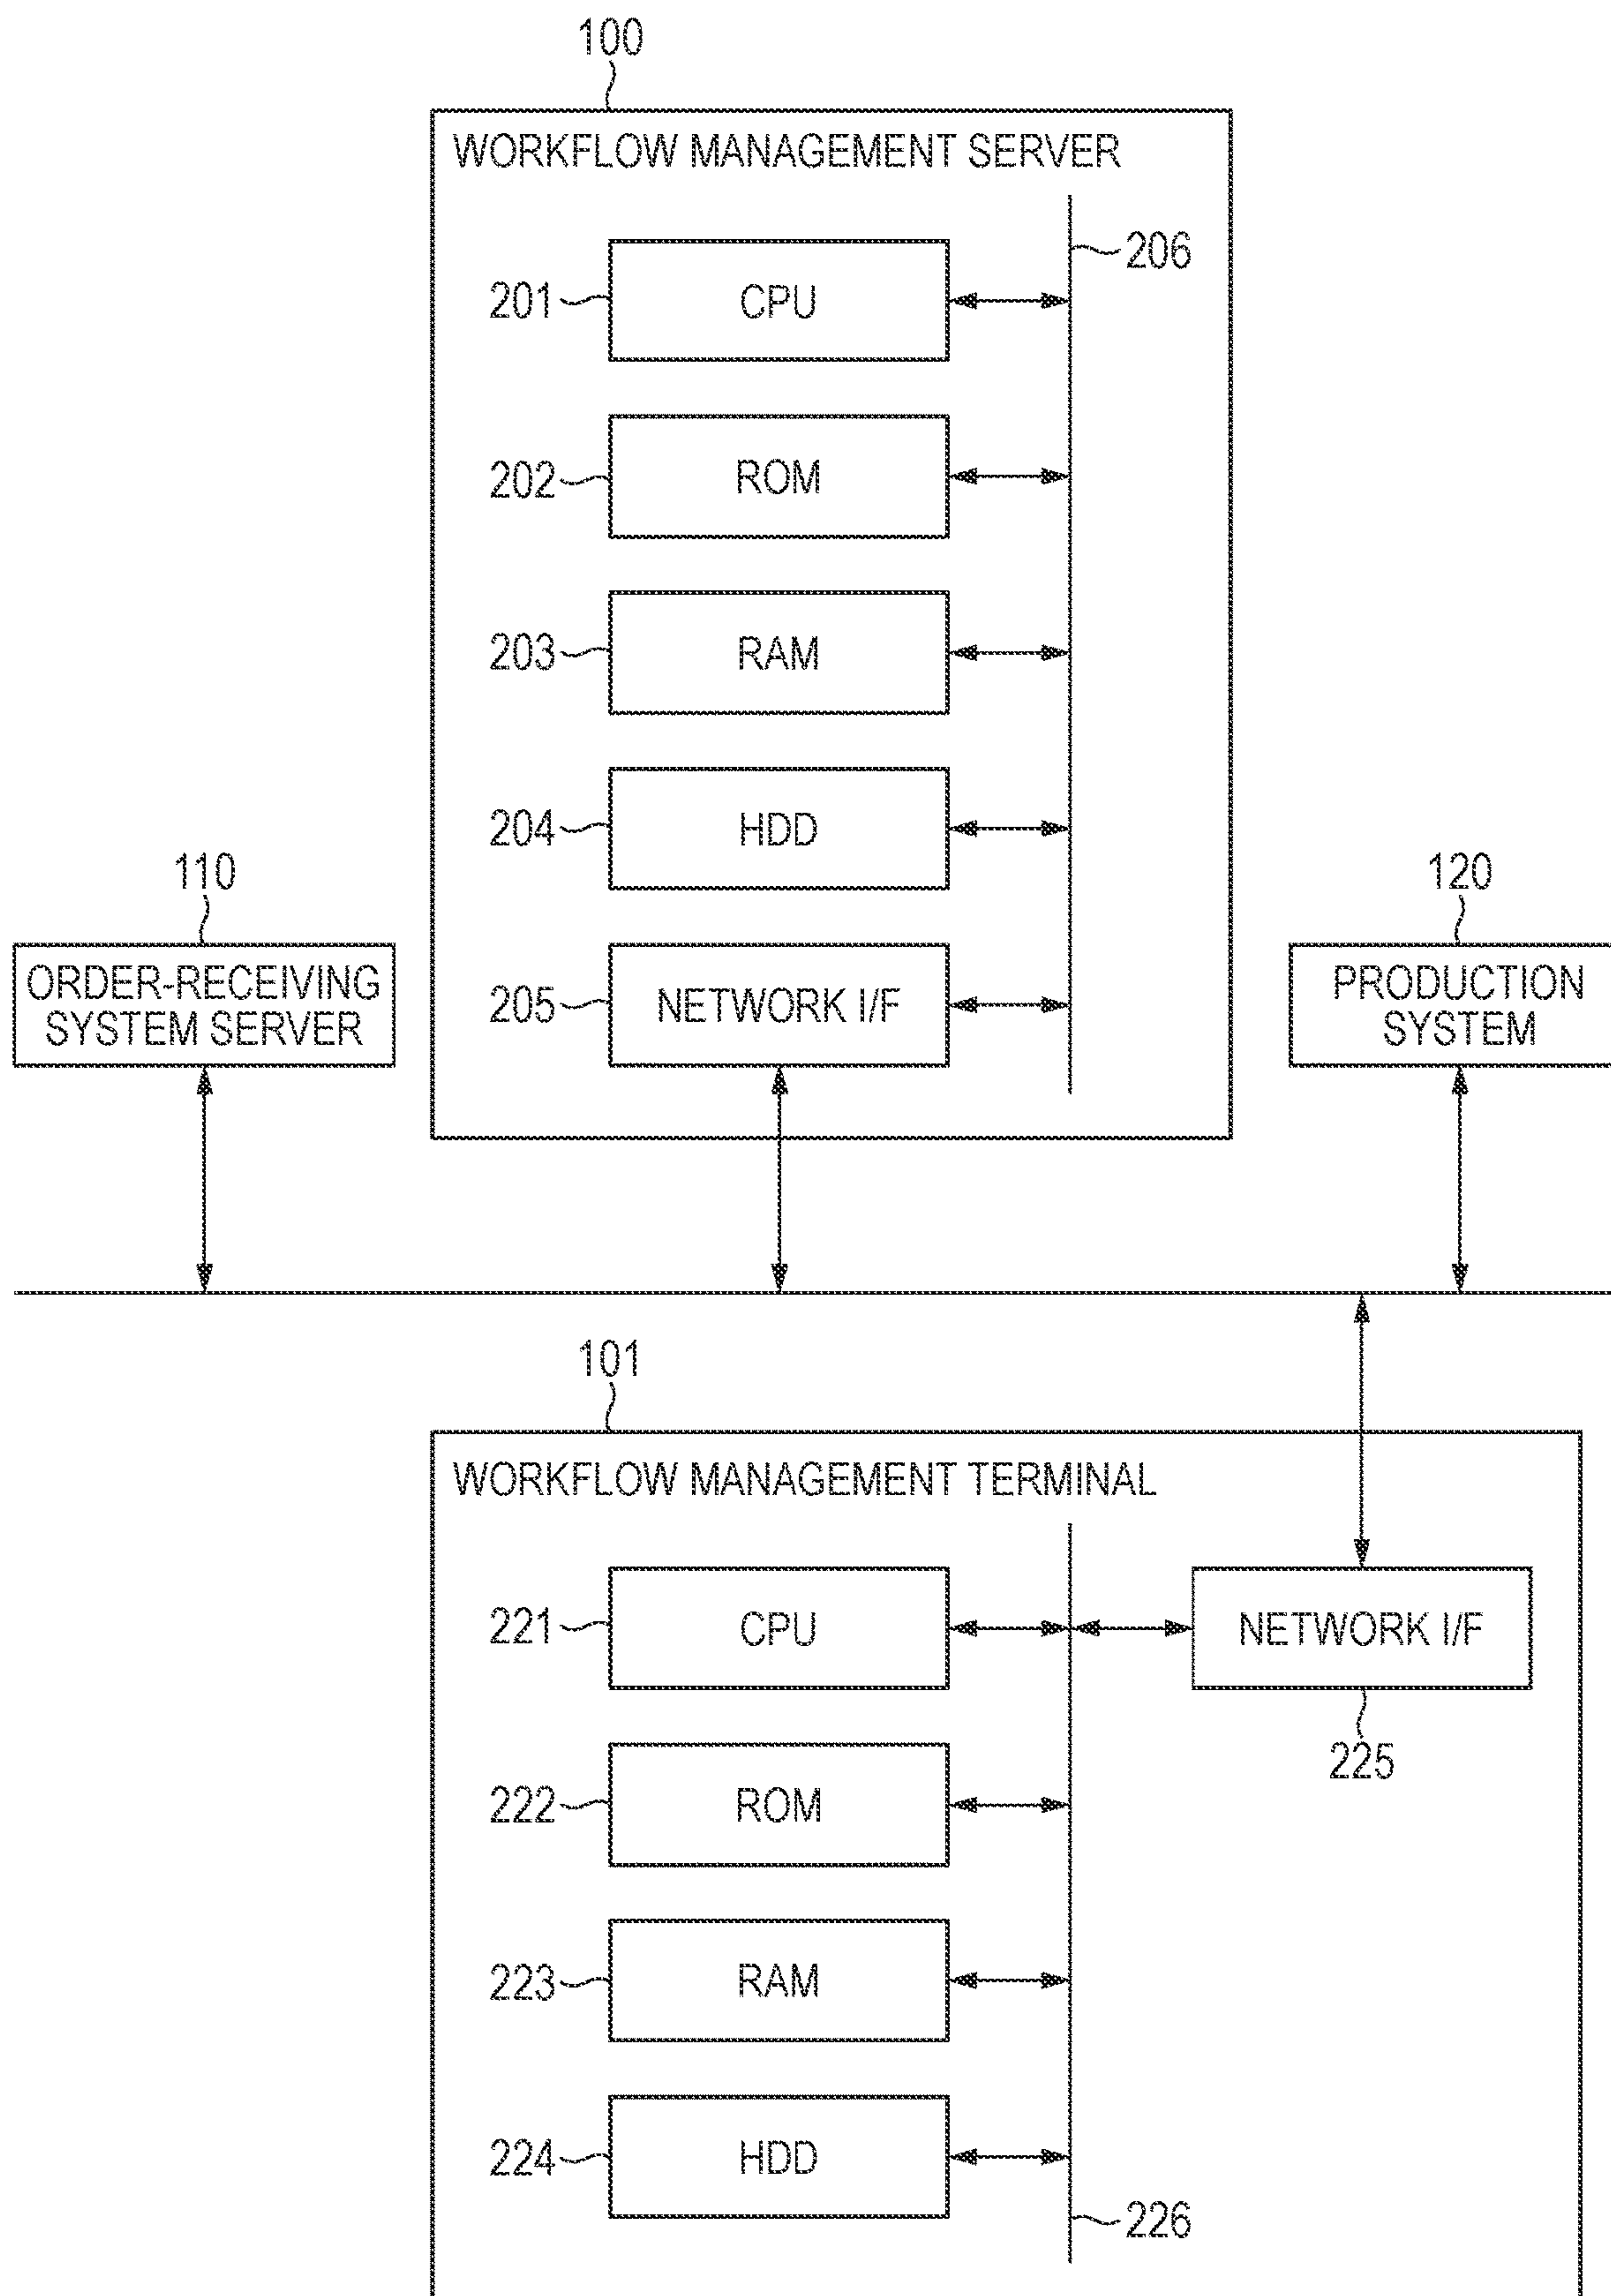 100
WORKFLOW MANAGEMENT SERVER
206
201
CPU
202
ROM
203
RAM
204
HDD
110
120
ORDER-RECEIVING
SYSTEM SERVER
205
NETWORK I/F
PRODUCTION
SYSTEM
101
WORKFLOW MANAGEMENT TERMINAL
221
CPU
NETWORK I/F
225
222
ROM
223
RAM
224
HDD
226